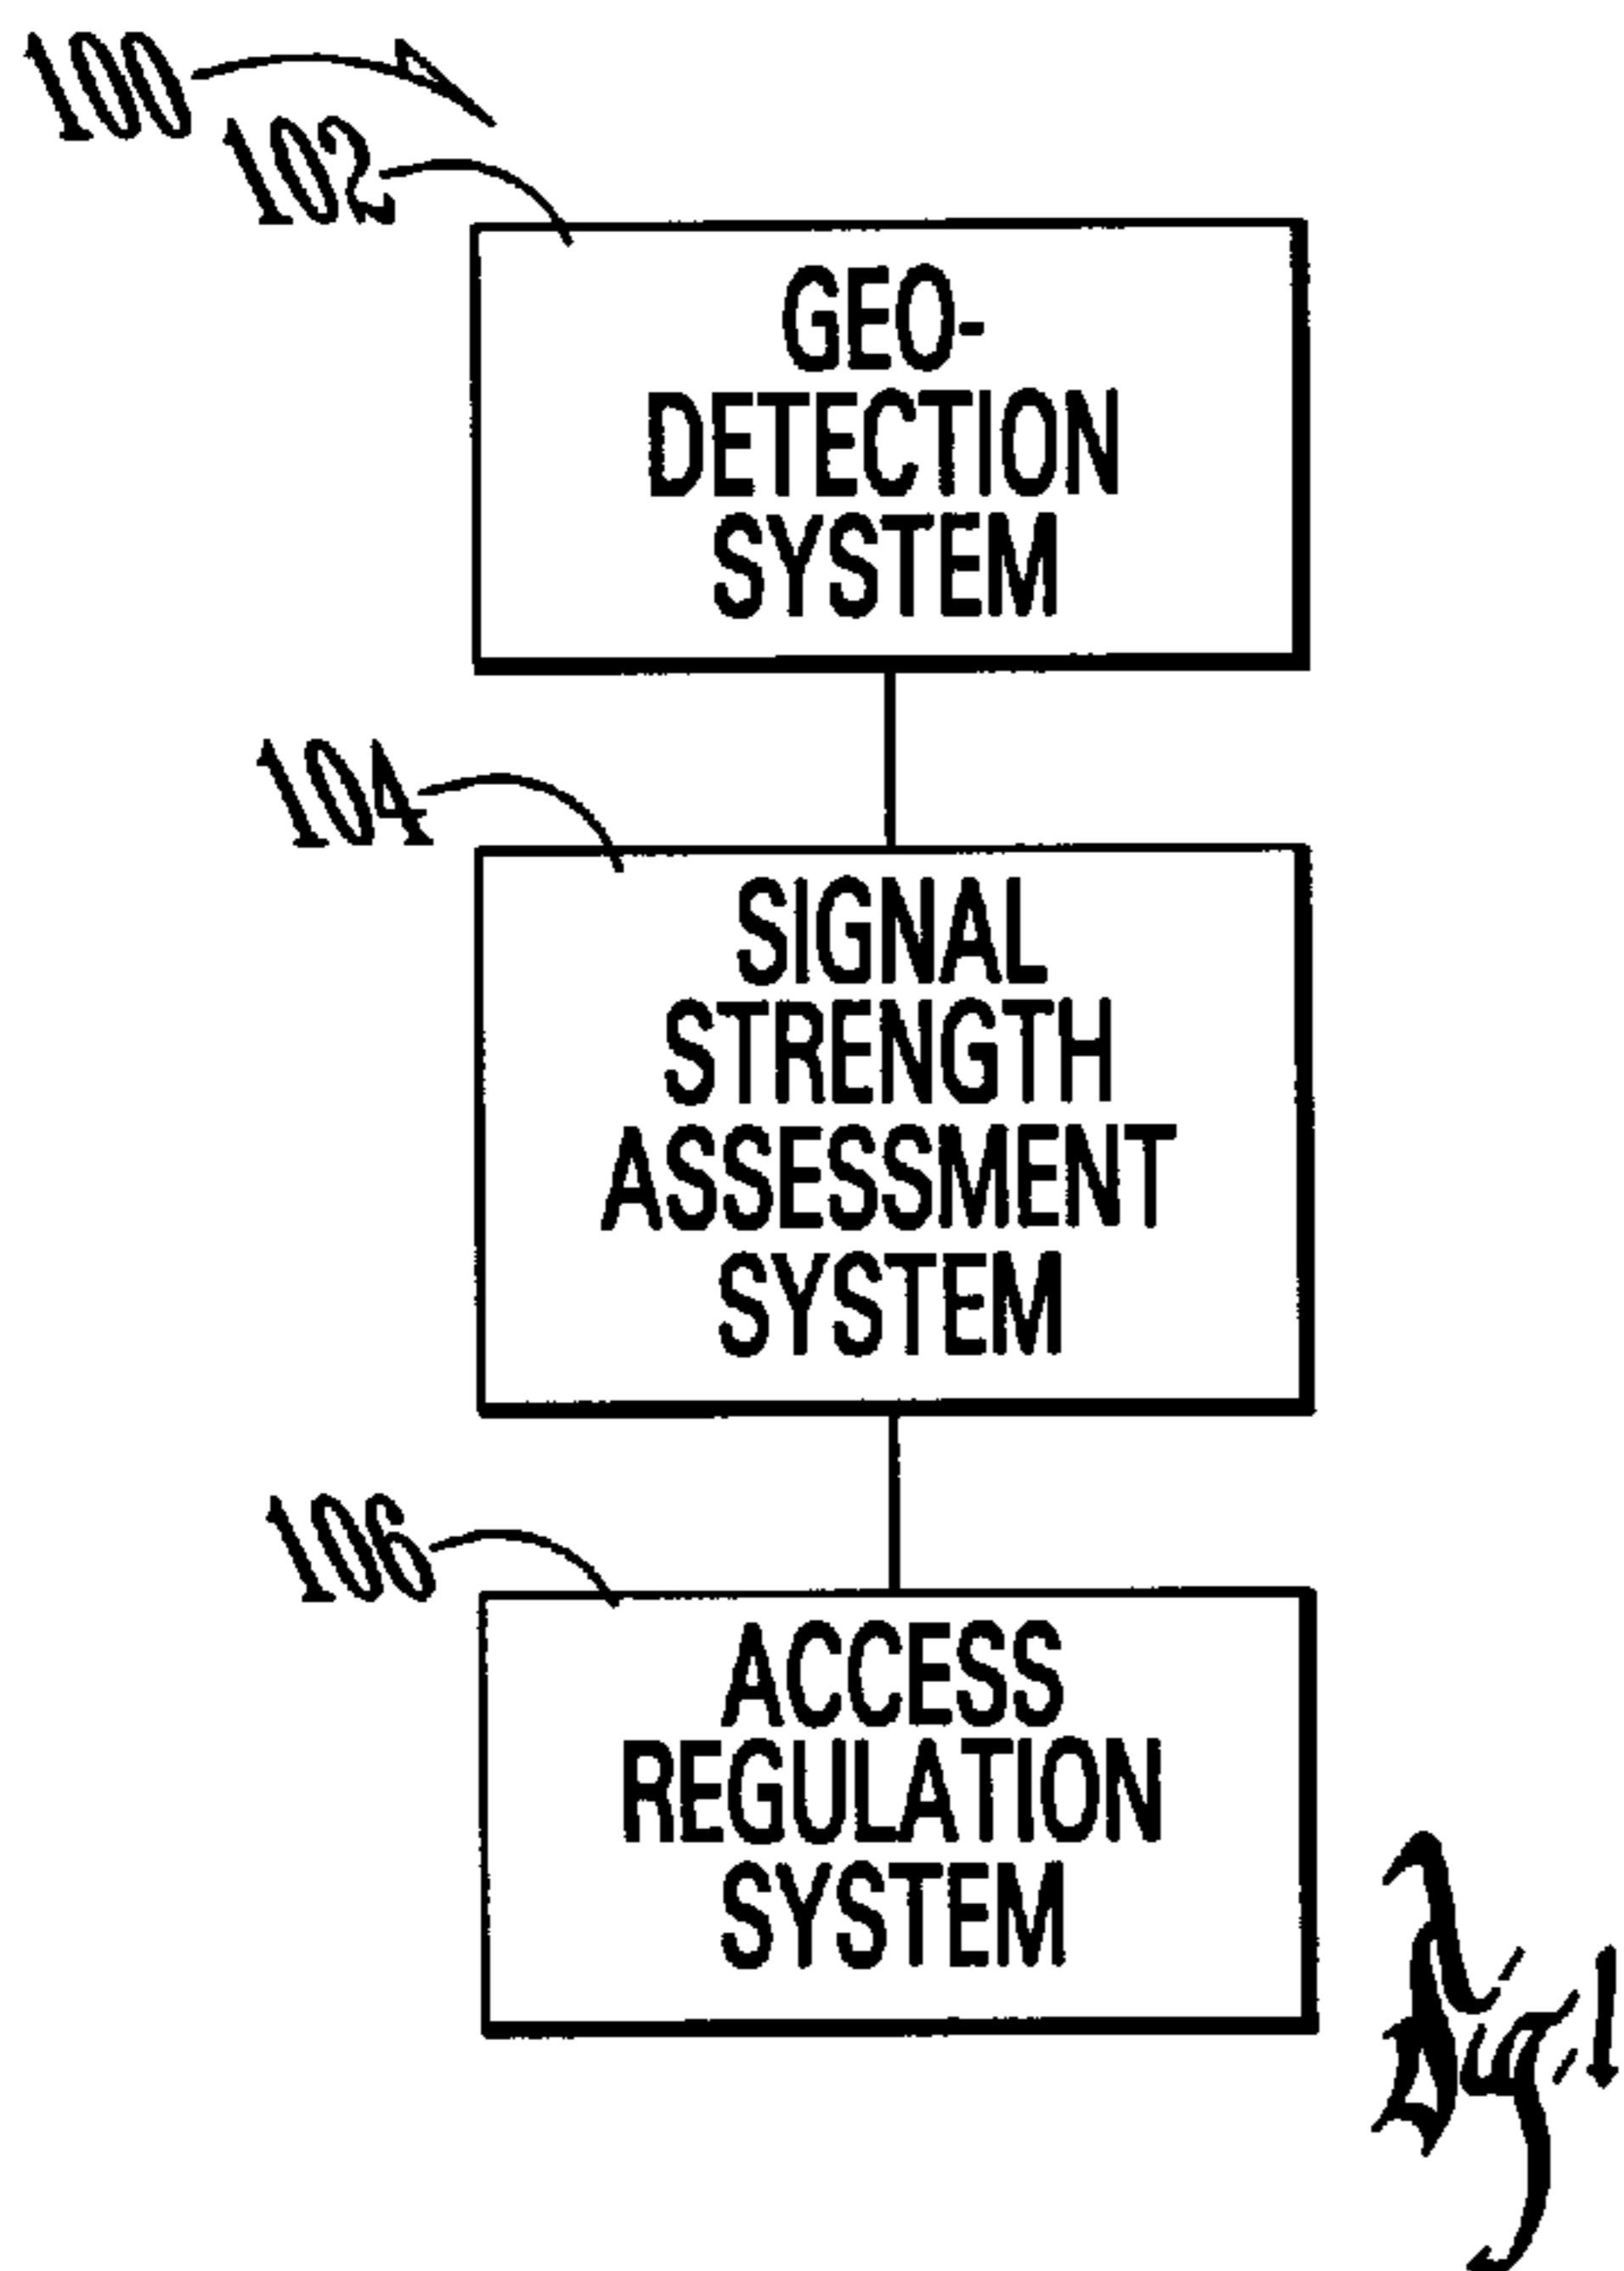 100
102
GEO-
DETECTION
SYSTEM
104
SIGNAL
STRENGTH
ASSESSMENT
SYSTEM
106
ACCESS
REGULATION
SYSTEM
Fig. 1